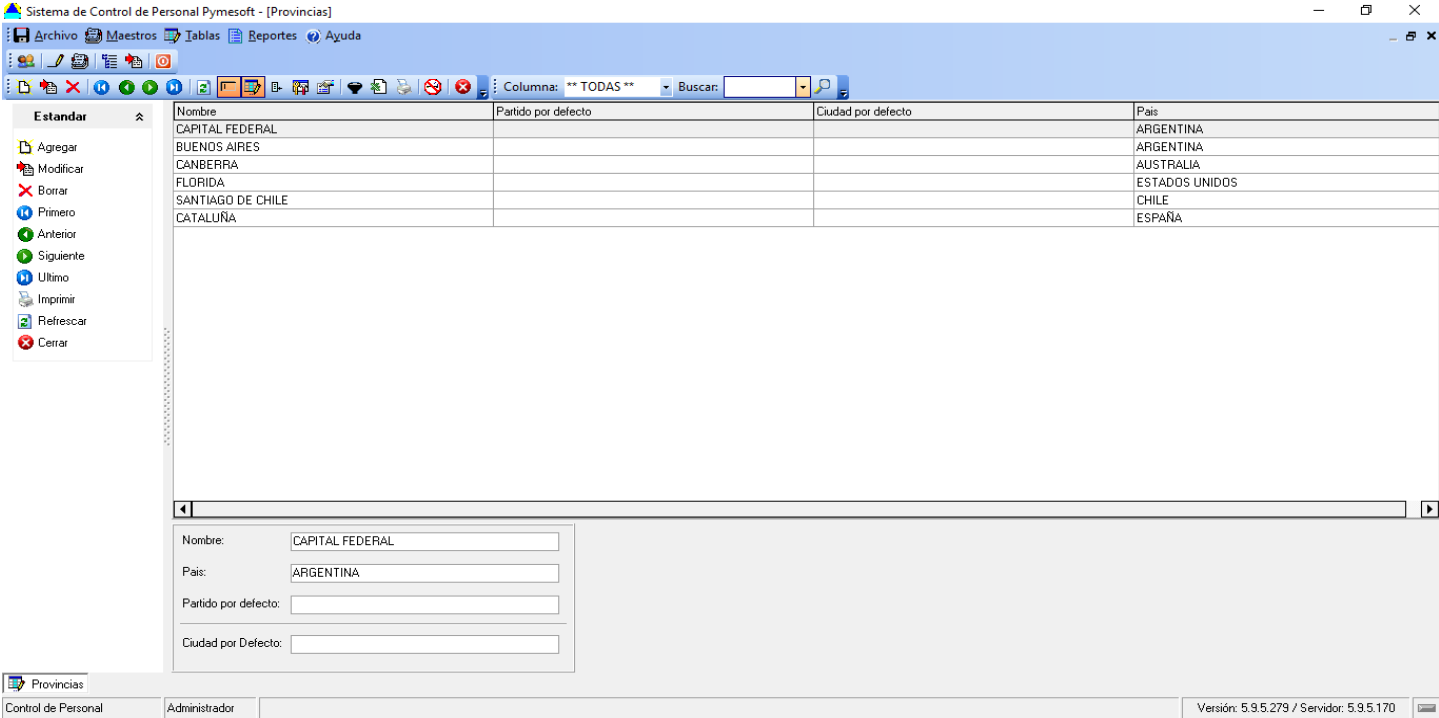 Sistema de Control de Personal Pymesoft - [Provincias]
Archivo Maestros Tablas Reportes Ayuda
Columna: ** TODAS ** Buscar:
Estandar
Agregar
Modificar
Borrar
Primero
Anterior
Siguiente
Ultimo
Imprimir
Refrescar
Cerrar
Nombre Partido por defecto Ciudad por defecto Pais
CAPITAL FEDERAL ARGENTINA
BUENOS AIRES ARGENTINA
CANBERRA AUSTRALIA
FLORIDA ESTADOS UNIDOS
SANTIAGO DE CHILE CHILE
CATALUÑA ESPAÑA
Nombre: CAPITAL FEDERAL
Pais: ARGENTINA
Partido por defecto:
Ciudad por Defecto:
Provincias
Control de Personal Administrador Versión: 5.9.5.279 / Servidor: 5.9.5.170